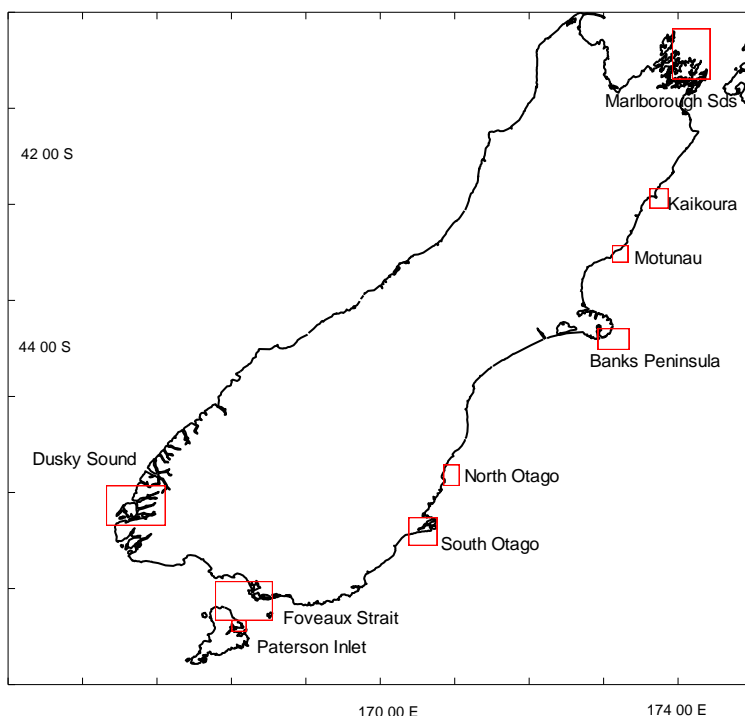 Marlborough Sds
42 00 S
Kaikoura
Motunau
44 00 S
Banks Peninsula
Dusky Sound
North Otago
South Otago
Foveaux Strait
Paterson Inlet
170 00 E
174 00 E